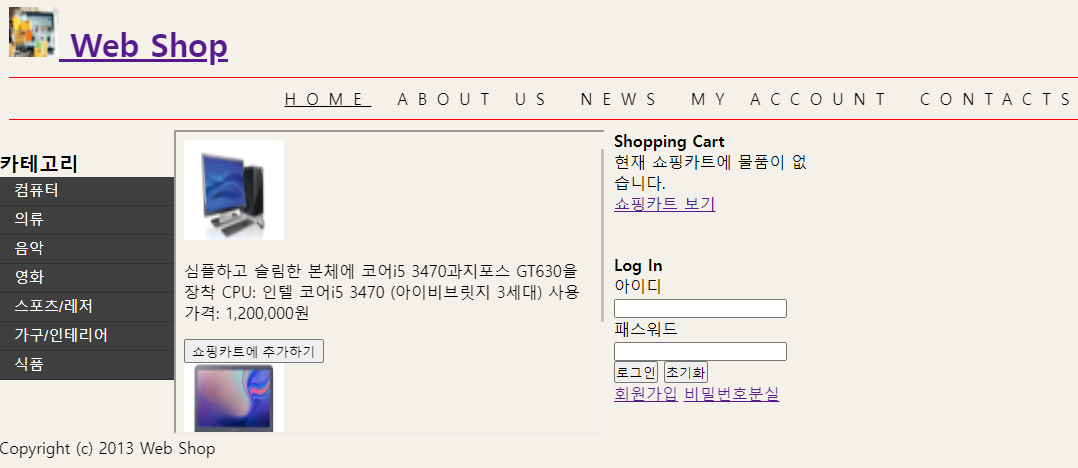 Web Shop
HOME ABOUT US NEWS MY ACCOUNT CONTACTS
카테고리
컴퓨터
의류
음악
영화
스포츠/레저
가구/인테리어
식품
심플하고 슬림한 본체에 코어i5 3470과지포스 GT630을
장착 CPU: 인텔 코어i5 3470 (아이비브릿지 3세대) 사용
가격: 1,200,000원
쇼핑카트에 추가하기
Shopping Cart
현재 쇼핑카트에 물품이 없
습니다.
쇼핑카트 보기
Log In
아이디
패스워드
로그인 초기화
회원가입 비밀번호분실
Copyright (c) 2013 Web Shop